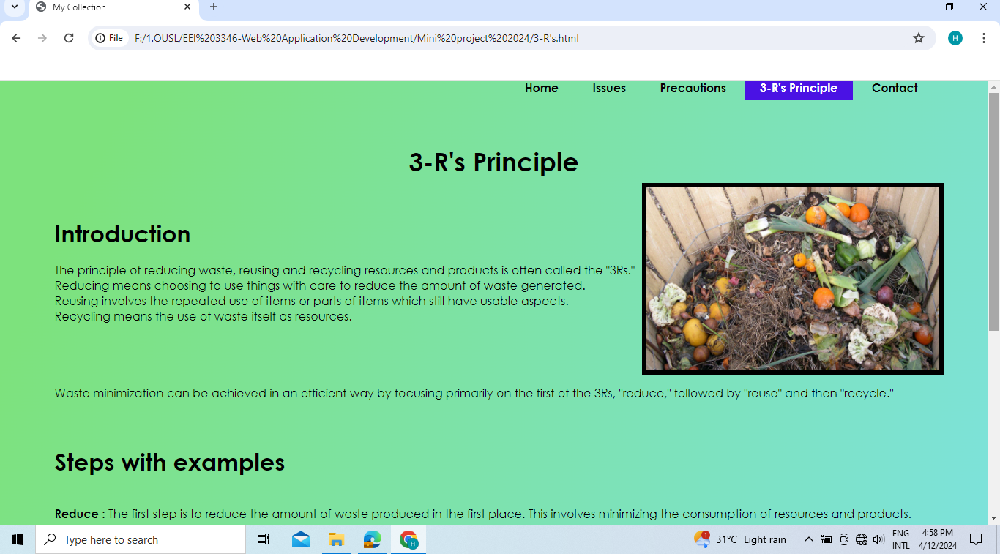 My Collection
File
F:/1.OUSL/EEI%203346-Web%20Application%20Development/Mini%20project%202024/3-R's.html
H
Home Issues Precautions 3-R's Principle Contact
3-R's Principle
Introduction
The principle of reducing waste, reusing and recycling resources and products is often called the "3Rs."
Reducing means choosing to use things with care to reduce the amount of waste generated.
Reusing involves the repeated use of items or parts of items which still have usable aspects.
Recycling means the use of waste itself as resources.
Waste minimization can be achieved in an efficient way by focusing primarily on the first of the 3Rs, "reduce," followed by "reuse" and then "recycle."
Steps with examples
Reduce : The first step is to reduce the amount of waste produced in the first place. This involves minimizing the consumption of resources and products.
Type here to search
H
1
31°C Light rain
ENG
INTL
4:58 PM
4/12/2024